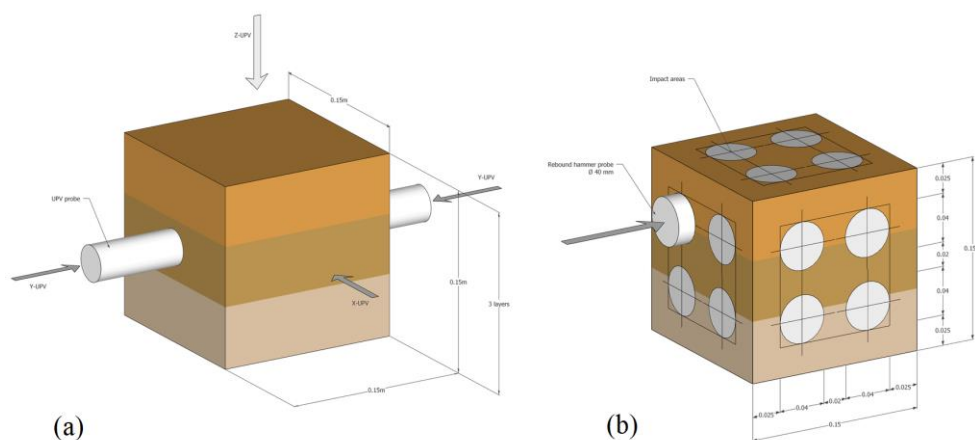 Z-UPV
0.15m
UPV probe
Y-UPV
Y-UPV
X-UPV
0.15m
3 layers
0.15m
(a)
Impact areas
Rebound hammer probe
Ø 40 mm
0.025
0.04
0.02
0.04
0.025
0.15
0.025
0.04
0.02
0.04
0.025
0.15
(b)